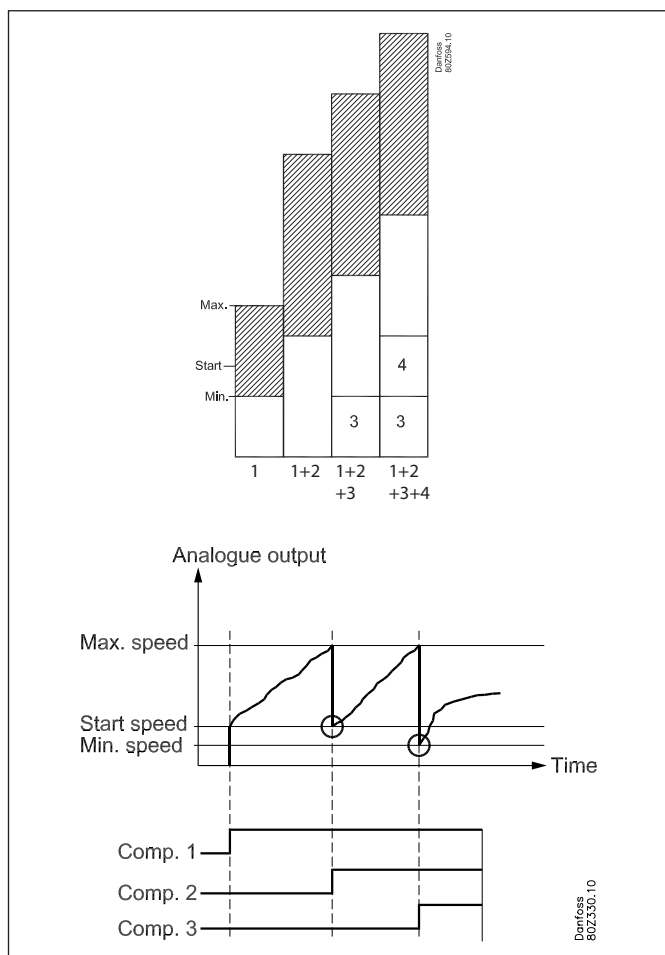 Danfoss
80Z594.10
Max.
Start
Min.
4
3
3
1
1+2
1+2
+3
1+2
+3+4
Analogue output
Max. speed
Start speed
Min. speed
Time
Comp. 1
Comp. 2
Comp. 3
Danfoss
80Z330.10